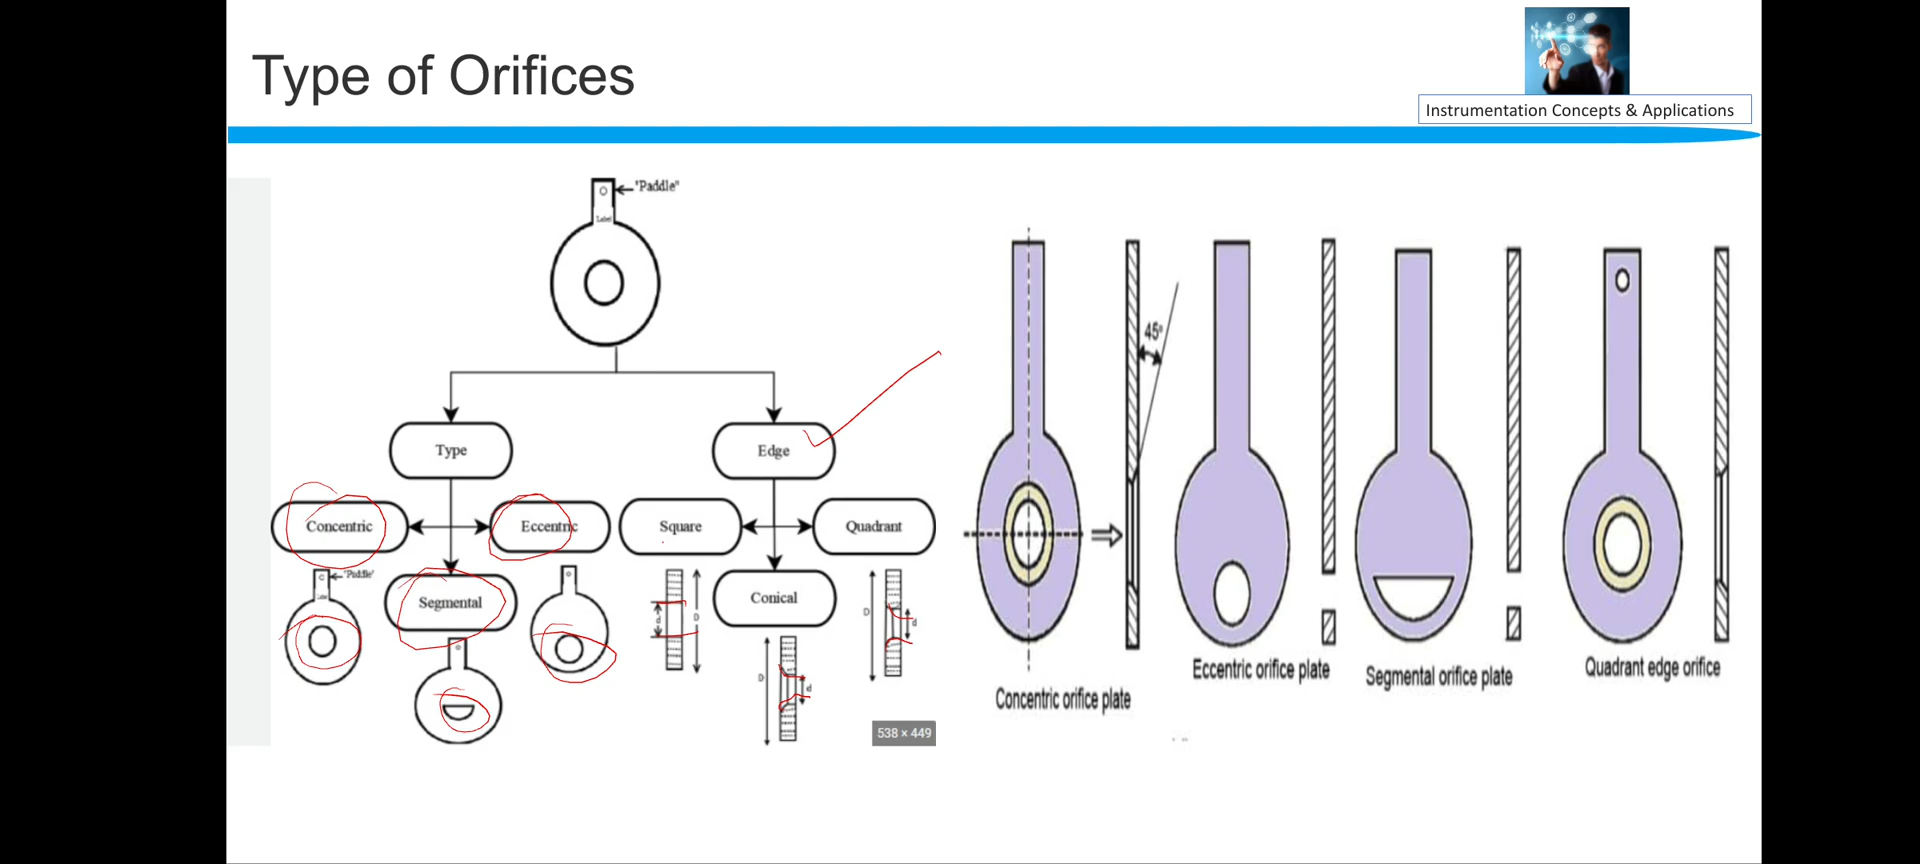 Type of Orifices
Instrumentation Concepts & Applications
"Paddle"
Label
Type
Edge
Concentric
Eccentric
Square
Quadrant
"Paddle"
Segmental
Conical
d
D
D
d
D
d
538 × 449
45°
Concentric orifice plate
Eccentric orifice plate
Segmental orifice plate
Quadrant edge orifice